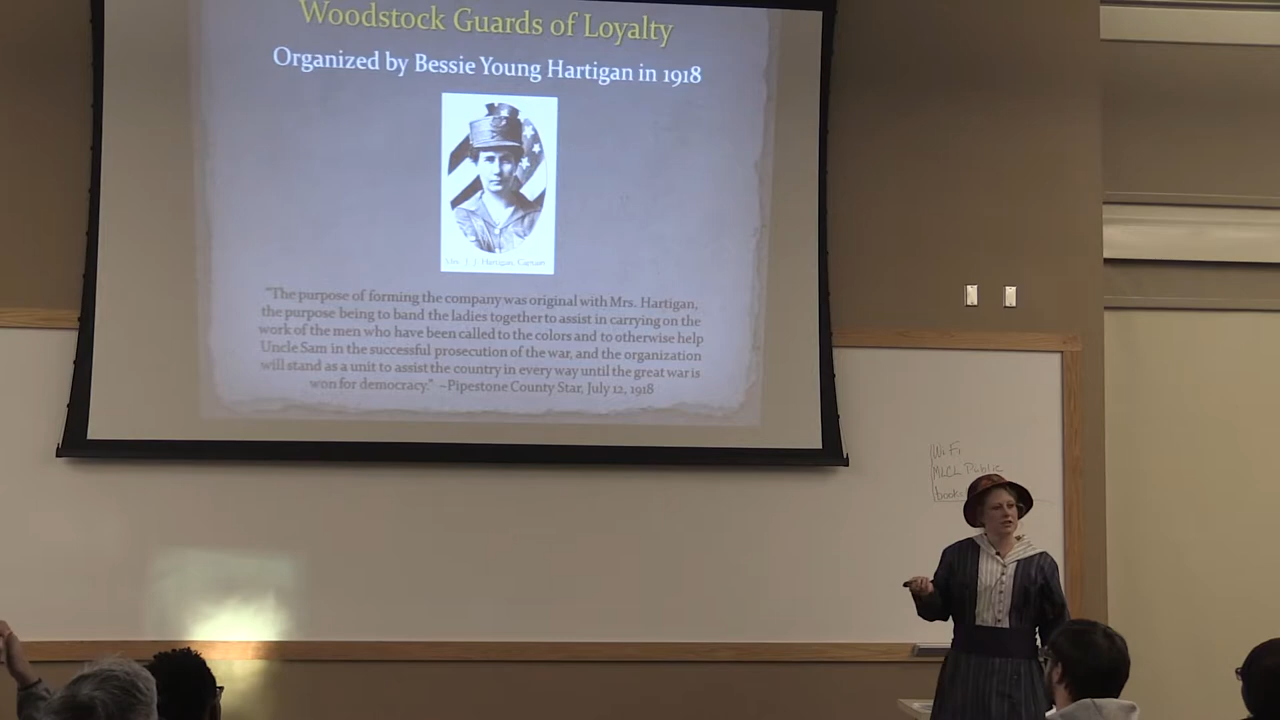 Woodstock Guards of Loyalty
Organized by Bessie Young Hartigan in 1918
Mrs. J. J. Hartigan, Captain
"The purpose of forming the company was original with Mrs. Hartigan,
the purpose being to band the ladies together to assist in carrying on the
work of the men who have been called to the colors and to otherwise help
Uncle Sam in the successful prosecution of the war, and the organization
will stand as a unit to assist the country in every way until the great war is
won for democracy." ~Pipestone County Star, July 12, 1918
Wi-Fi
Public